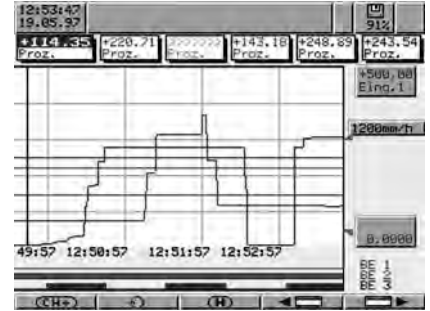 12:53:47
19.05.97
91%
+114.35 +220.71 >>>>>>> +143.18 +248.89 +243.54
Proz. Proz. Proz. Proz. Proz. Proz.
+500,00
Eing.1
1200mm/h
0.0000
49:57 12:50:57 12:51:57 12:52:57
BE 1
BE 2
BE 3
CH+